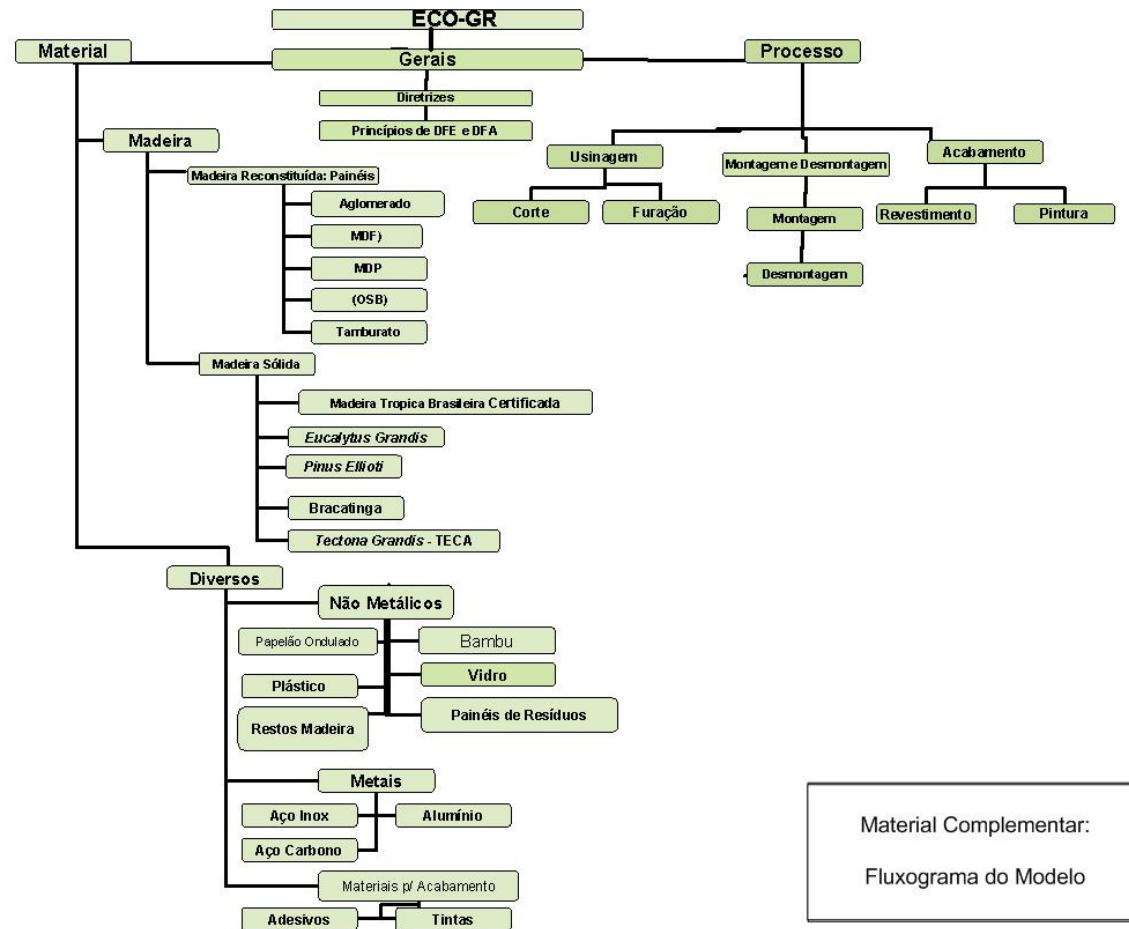 ECO-GR
Material
Gerais
Processo
Diretrizes
Princípios de DFE e DFA
Madeira
Madeira Reconstituída: Painéis
Aglomerado
MDF)
MDP
(OSB)
Tamburato
Madeira Sólida
Madeira Tropica Brasileira Certificada
Eucalytus Grandis
Pinus Ellioti
Bracatinga
Tectona Grandis - TECA
Diversos
Não Metálicos
Papelão Ondulado
Bambu
Plástico
Vidro
Restos Madeira
Painéis de Resíduos
Metais
Aço Inox
Alumínio
Aço Carbono
Materiais p/ Acabamento
Adesivos
Tintas
Usinagem
Corte
Furação
Montagem e Desmontagem
Montagem
Desmontagem
Acabamento
Revestimento
Pintura
Material Complementar:
Fluxograma do Modelo